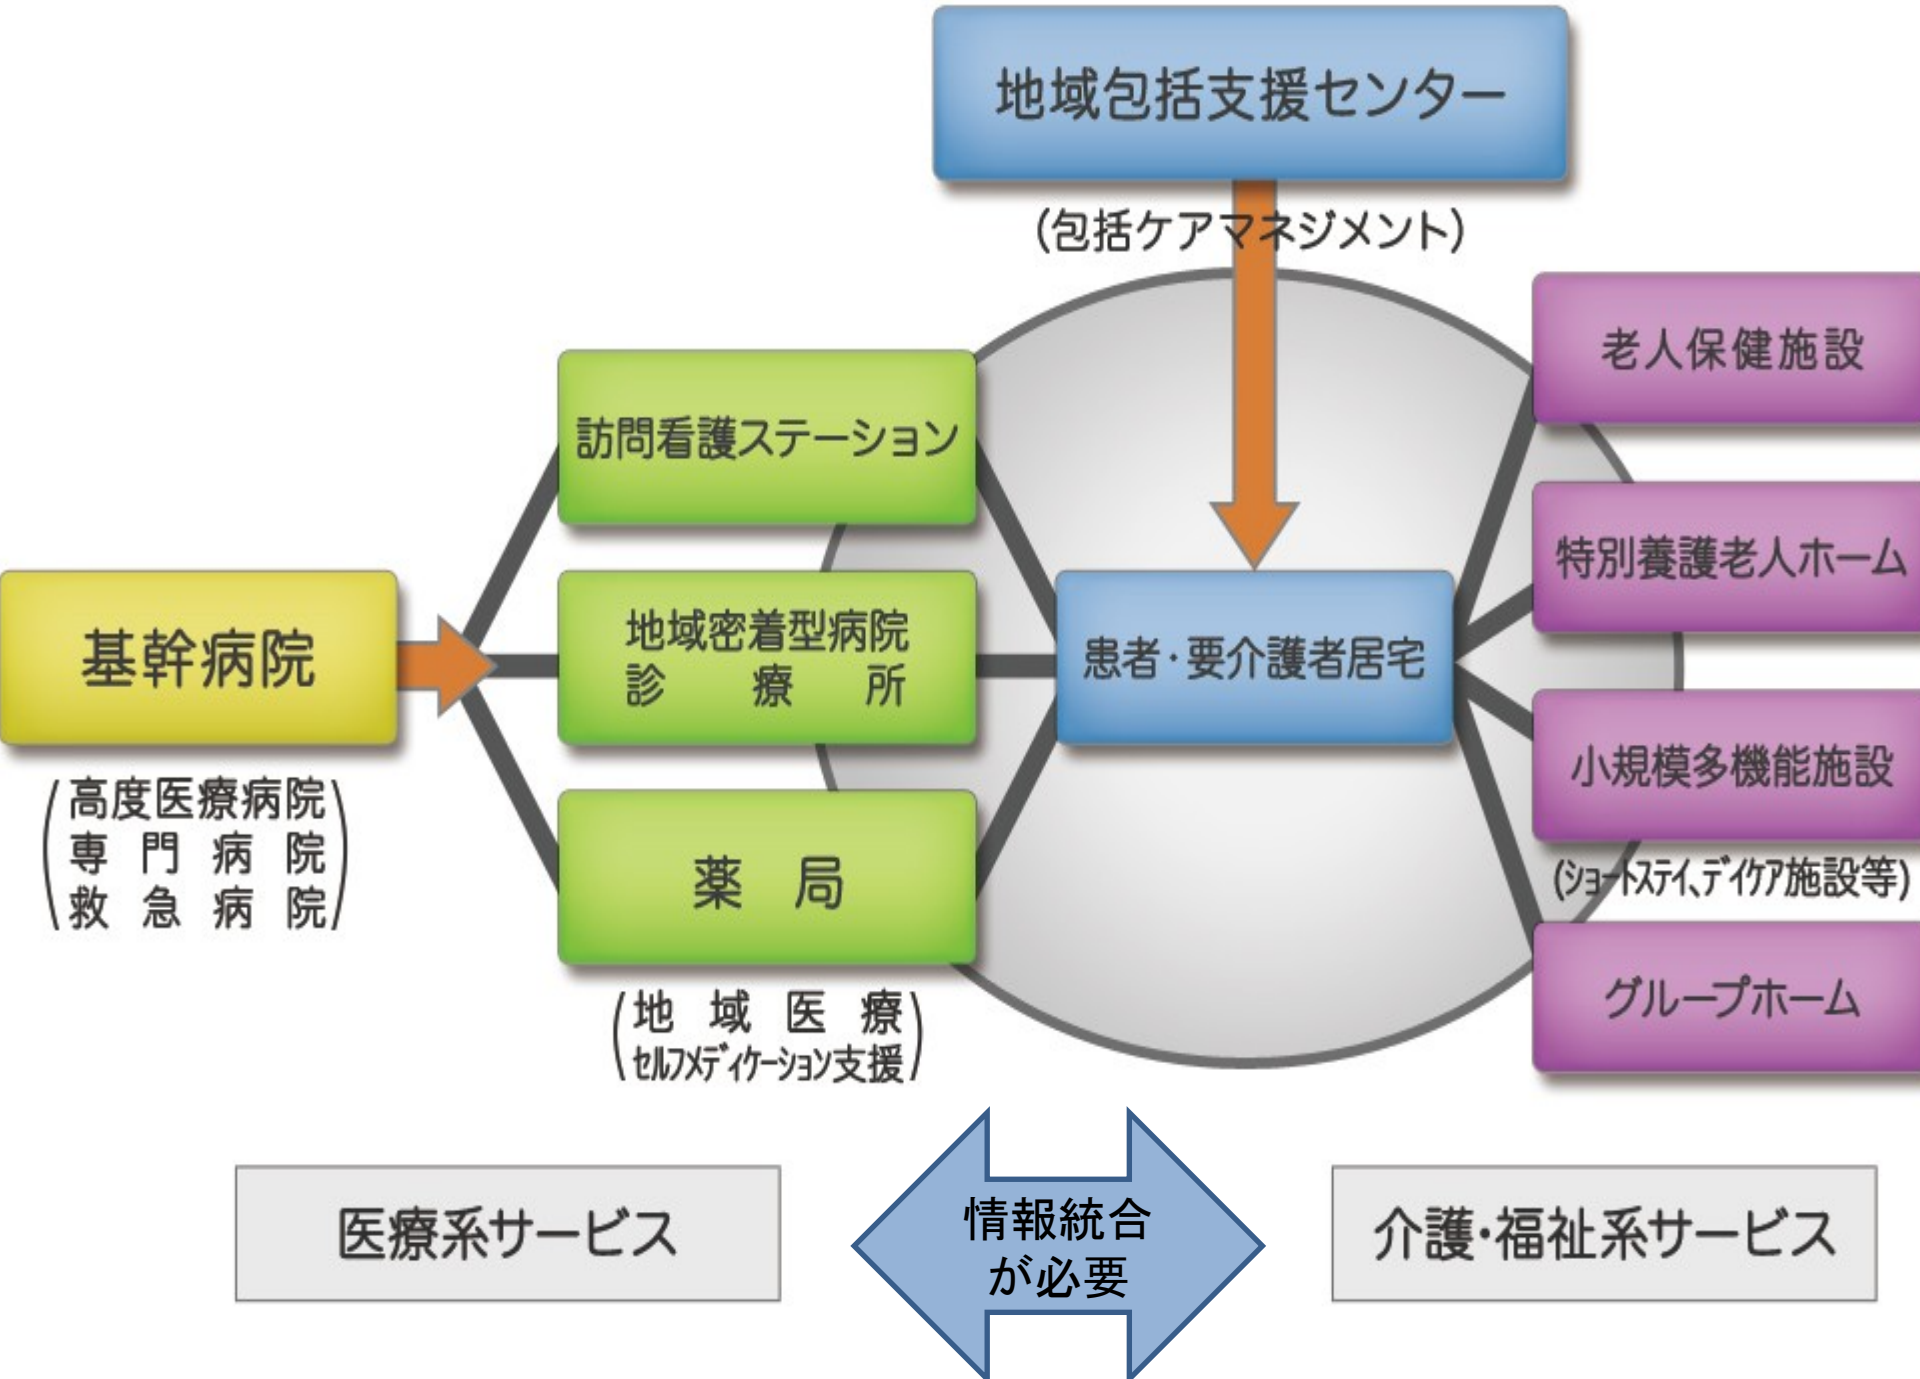 地域包括支援センター
(包括ケアマネジメント)
訪問看護ステーション
基幹病院
(高度医療病院
専門病院
救急病院)
地域密着型病院
診療所
薬局
(地域医療
セルフメディケーション支援)
患者・要介護者居宅
老人保健施設
特別養護老人ホーム
小規模多機能施設
(ショートステイ、デイケア施設等)
グループホーム
医療系サービス
情報統合
が必要
介護・福祉系サービス